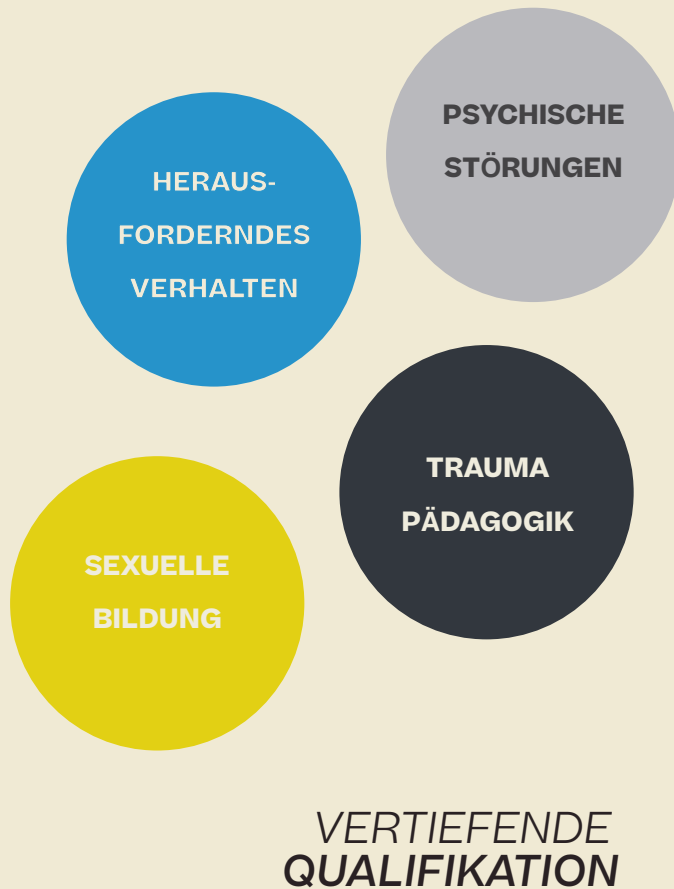 PSYCHISCHE
STÖRUNGEN
HERAUS-
FORDERNDES
VERHALTEN
TRAUMA
PÄDAGOGIK
SEXUELLE
BILDUNG
VERTIEFENDE
QUALIFIKATION